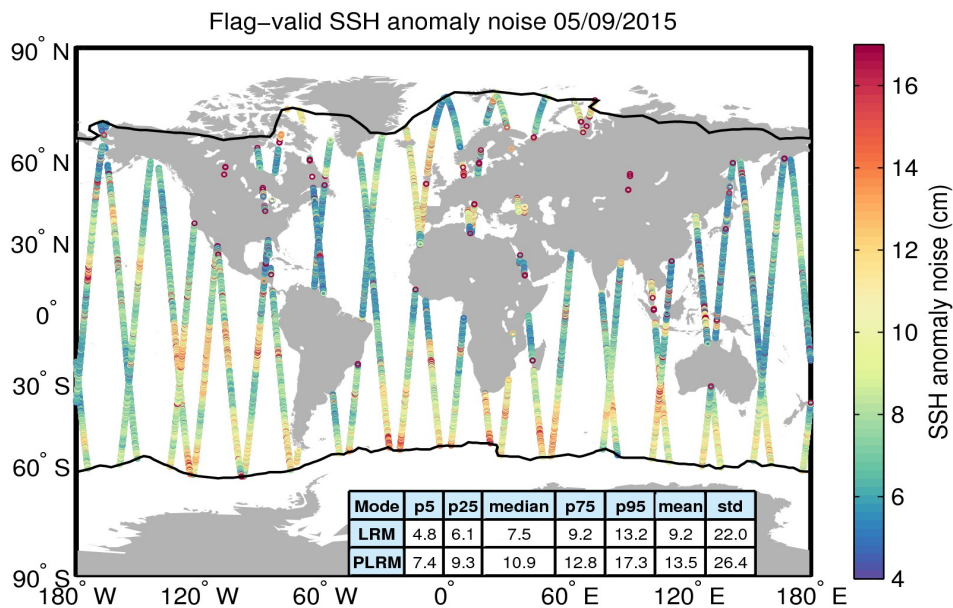 Flag-valid SSH anomaly noise 05/09/2015
90° N
60° N
30° N
0°
30° S
60° S
90° S
180° W 120° W 60° W 0° 60° E 120° E 180° E
Mode p5 p25 median p75 p95 mean std
LRM 4.8 6.1 7.5 9.2 13.2 9.2 22.0
PLRM 7.4 9.3 10.9 12.8 17.3 13.5 26.4
16
14
12
10
8
6
4
SSH anomaly noise (cm)